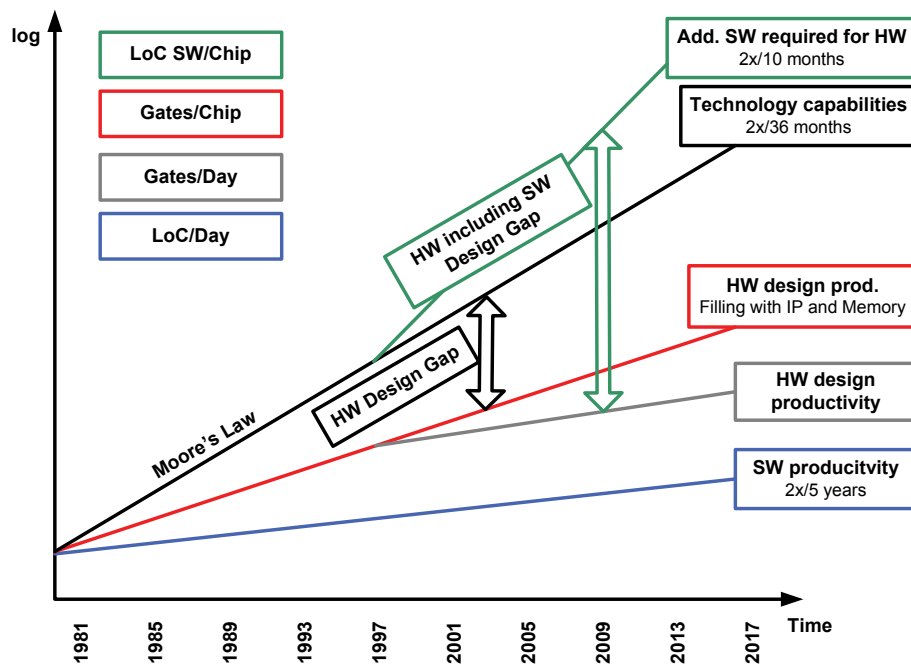 log
LoC SW/Chip
Gates/Chip
Gates/Day
LoC/Day
Add. SW required for HW
2x/10 months
Technology capabilities
2x/36 months
HW including SW
Design Gap
HW design prod.
Filling with IP and Memory
HW Design Gap
HW design
productivity
Moore's Law
SW producitvity
2x/5 years
Time
1981
1985
1989
1993
1997
2001
2005
2009
2013
2017